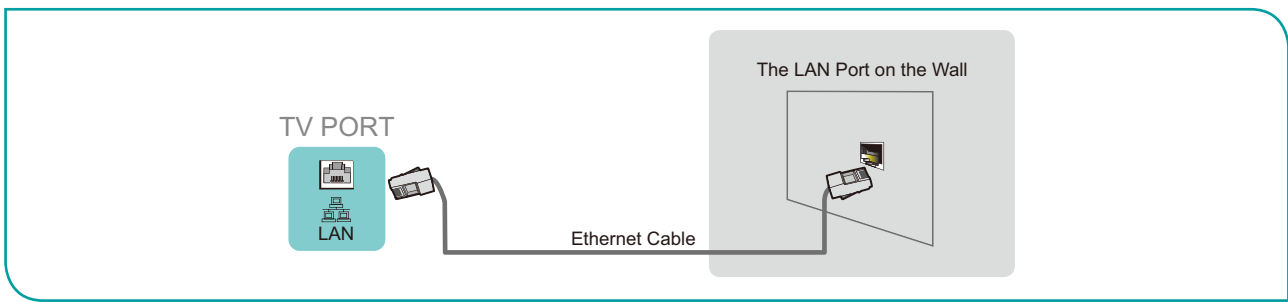 The LAN Port on the Wall
TV PORT
LAN
Ethernet Cable